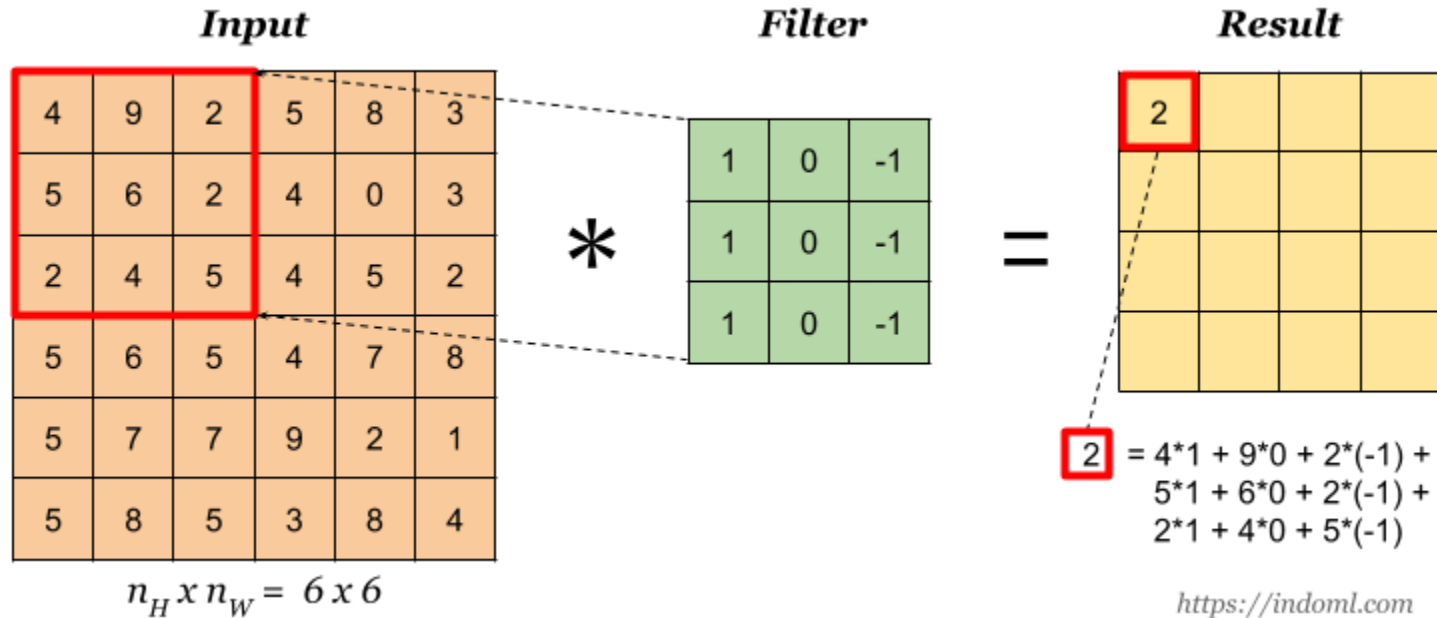 Input Filter Result
4 9 2 5 8 3
5 6 2 4 0 3
2 4 5 4 5 2
5 6 5 4 7 8
5 7 7 9 2 1
5 8 5 3 8 4
n_H x n_W = 6 x 6
*
1 0 -1
1 0 -1
1 0 -1
=
2
2 = 4*1 + 9*0 + 2*(-1) +
5*1 + 6*0 + 2*(-1) +
2*1 + 4*0 + 5*(-1)
https://indoml.com